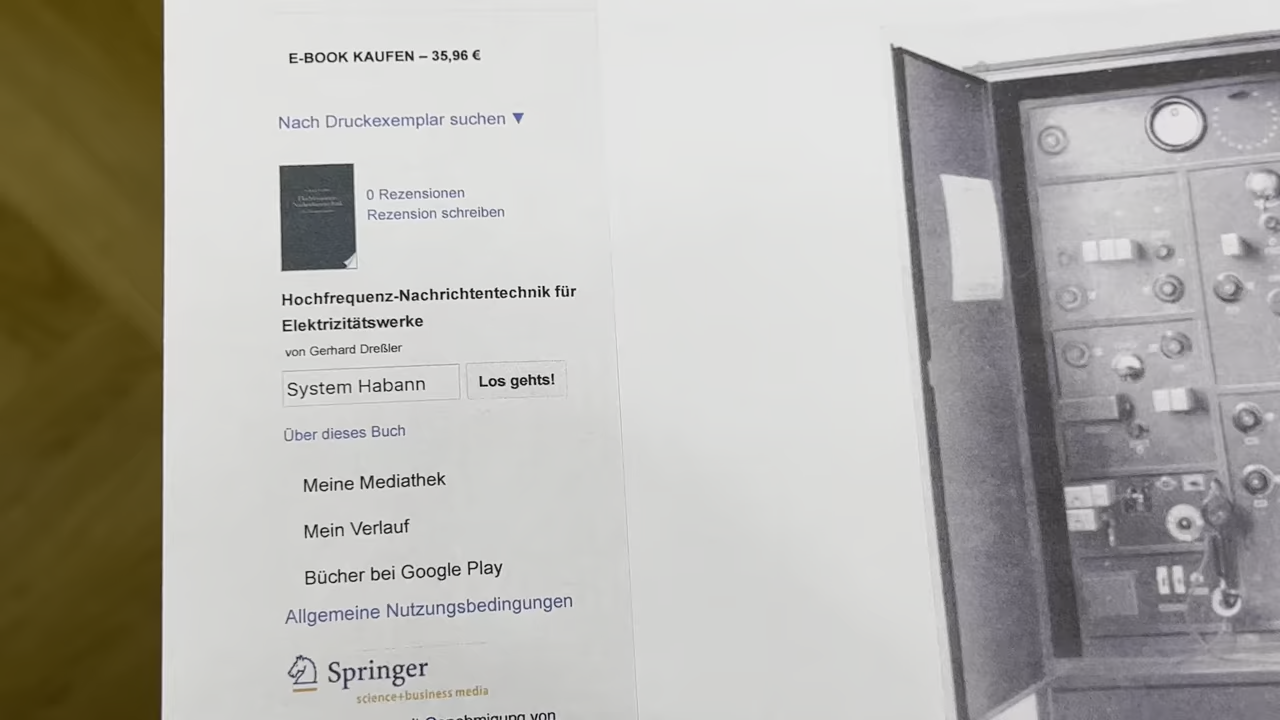 E-BOOK KAUFEN – 35,96 €
Nach Druckexemplar suchen ▼
0 Rezensionen
Rezension schreiben
Hochfrequenz-Nachrichtentechnik für
Elektrizitätswerke
von Gerhard Dreßler
System Habann
Los gehts!
Über dieses Buch
Meine Mediathek
Mein Verlauf
Bücher bei Google Play
Allgemeine Nutzungsbedingungen
Springer
science+business media
Genehmigung von